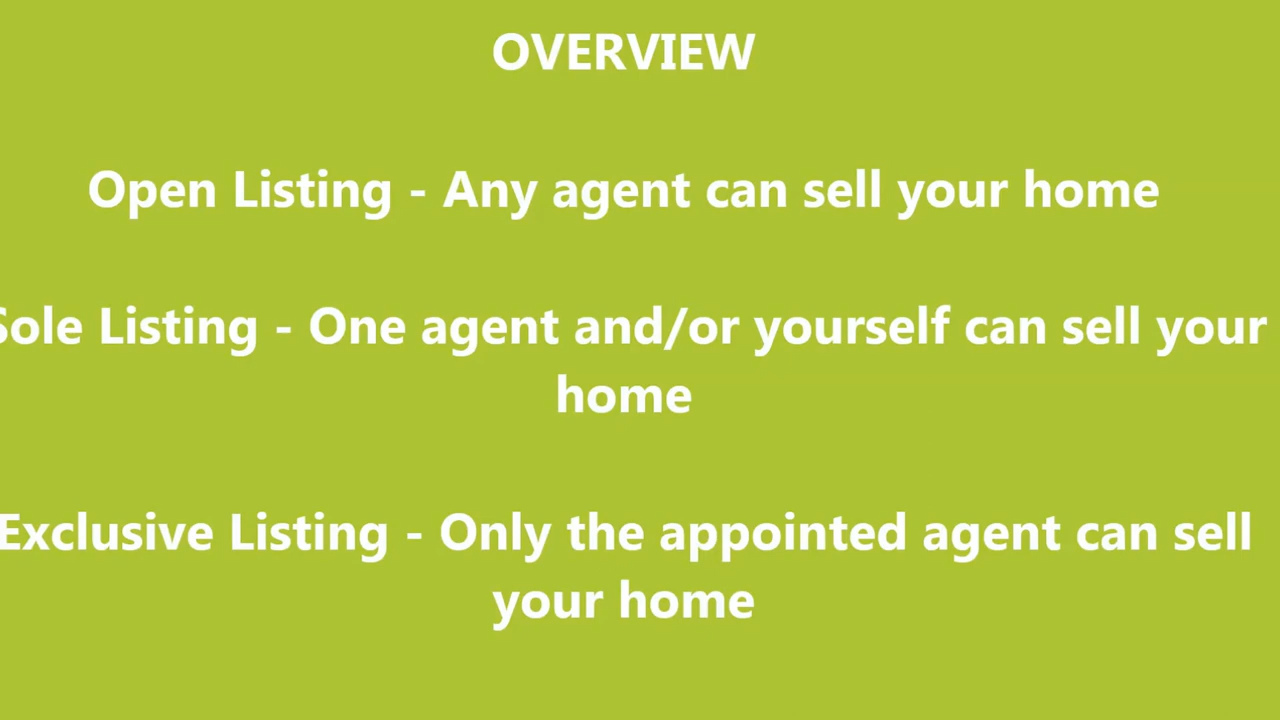 OVERVIEW
Open Listing - Any agent can sell your home
Sole Listing - One agent and/or yourself can sell your
home
Exclusive Listing - Only the appointed agent can sell
your home